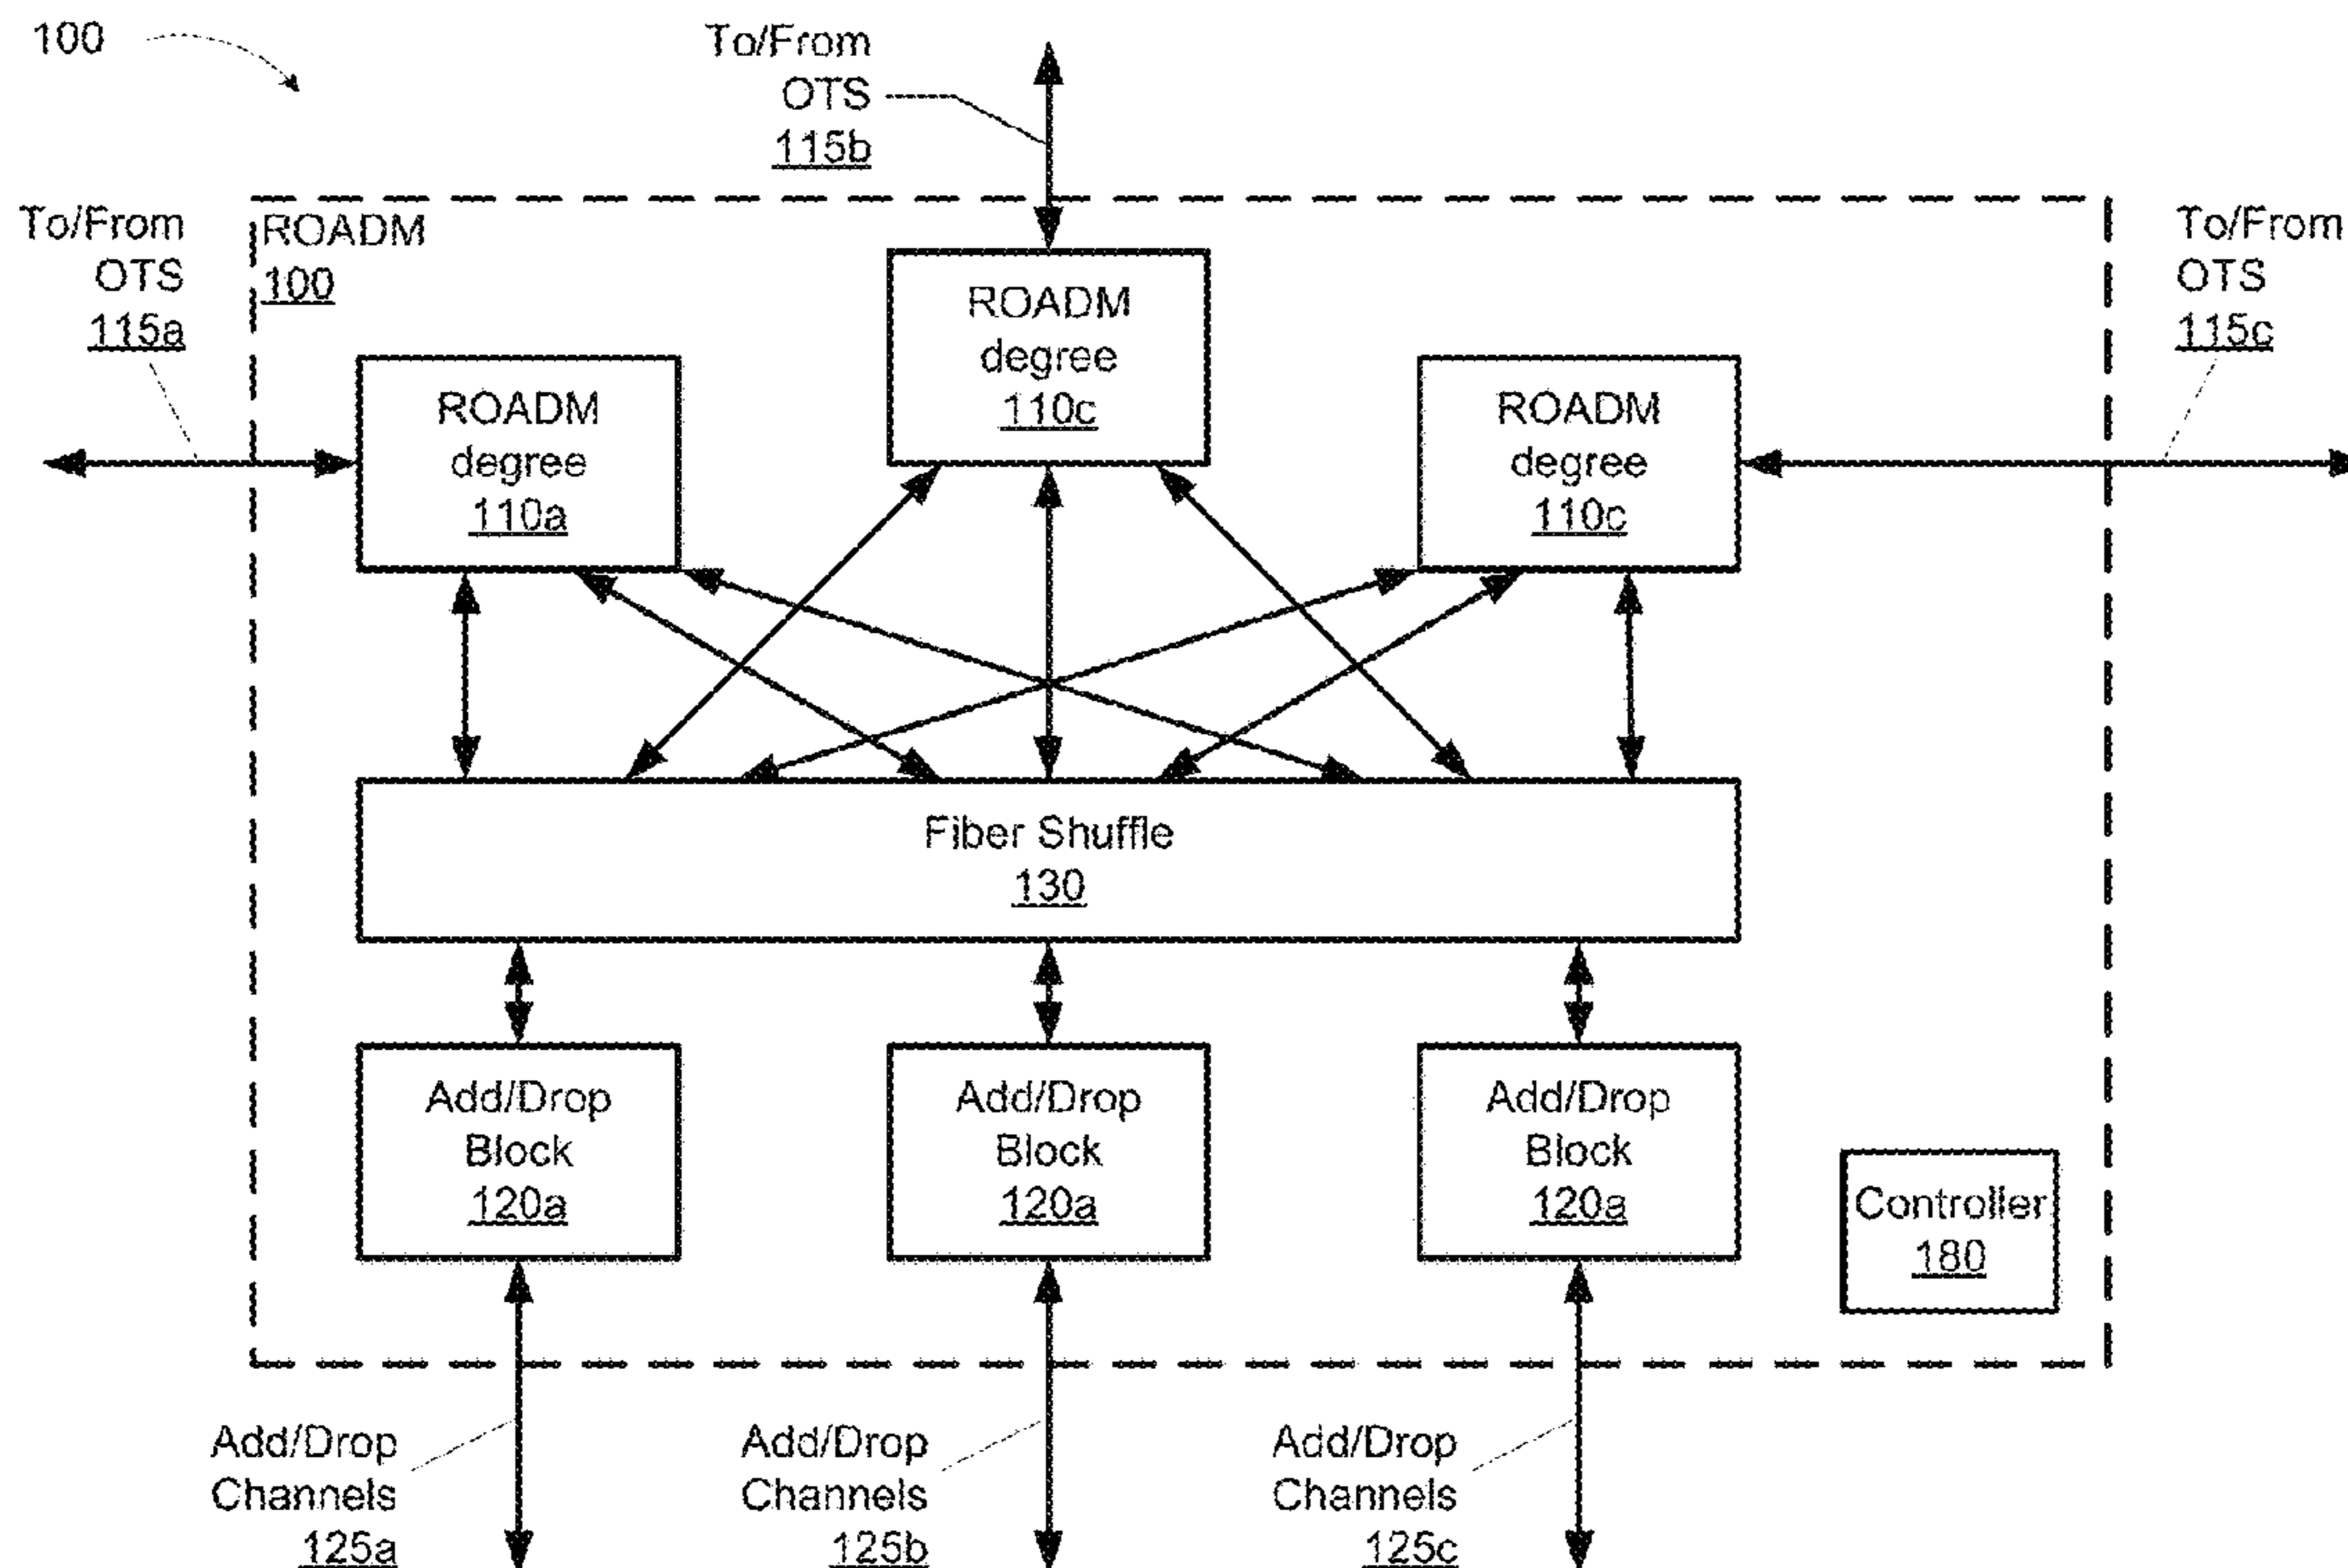 100
To/From
OTS
115b
To/From
OTS
115a
ROADM
100
To/From
OTS
115c
ROADM
degree
110c
ROADM
degree
110a
ROADM
degree
110c
Fiber Shuffle
130
Add/Drop
Block
120a
Add/Drop
Block
120a
Add/Drop
Block
120a
Controller
180
Add/Drop
Channels
125a
Add/Drop
Channels
125b
Add/Drop
Channels
125c